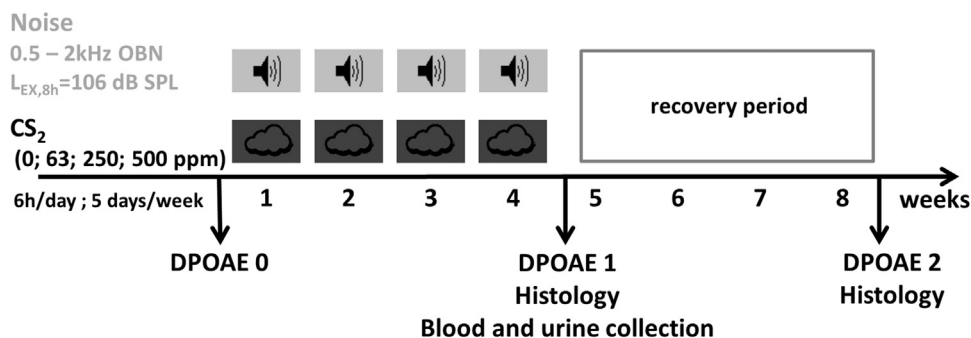 Noise
0.5 – 2kHz OBN
L_EX,8h=106 dB SPL
CS₂
(0; 63; 250; 500 ppm)
recovery period
6h/day ; 5 days/week 1 2 3 4 5 6 7 8 weeks
DPOAE 0 DPOAE 1 DPOAE 2
Histology Histology
Blood and urine collection